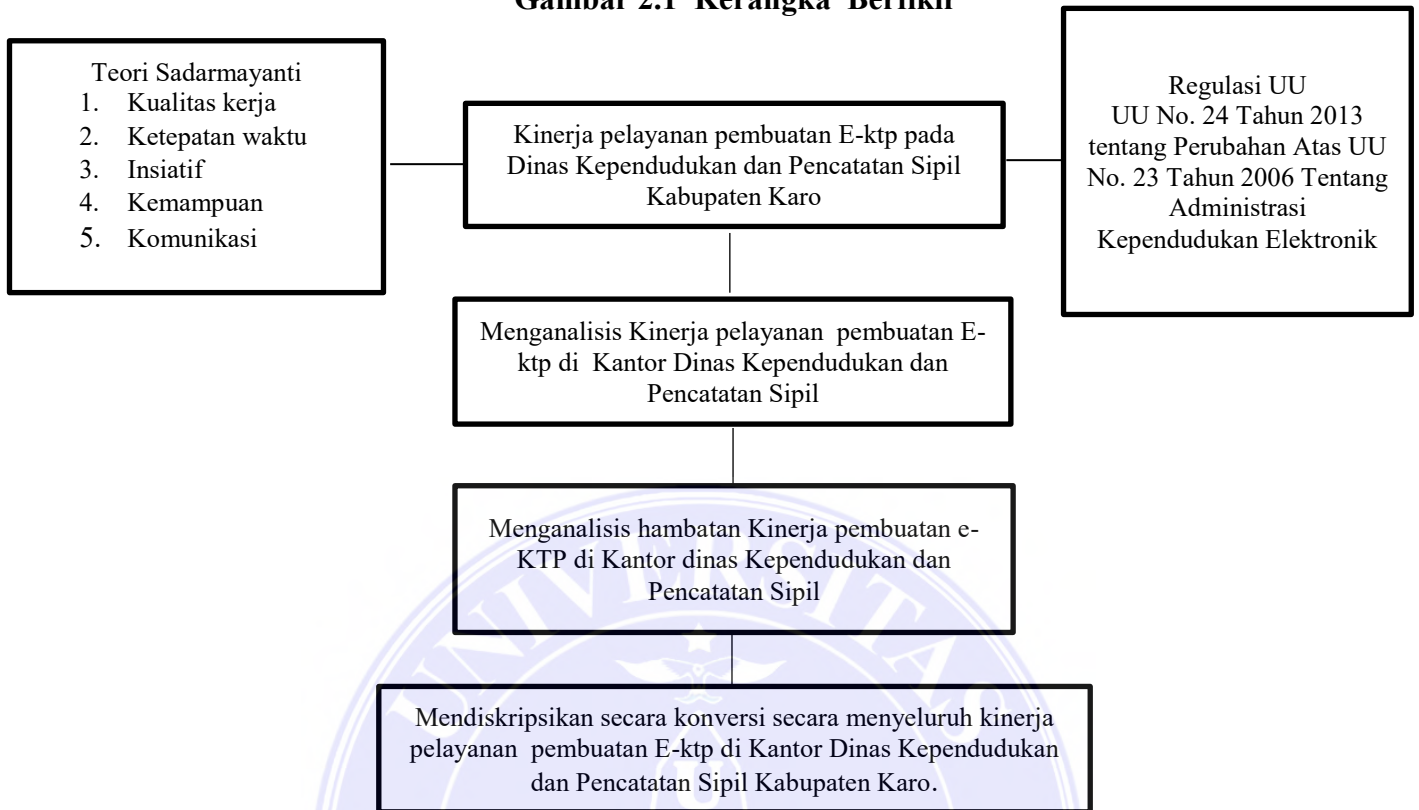 Gambar 2.1 Kerangka Berfikir
Teori Sadarmayanti
1. Kualitas kerja
2. Ketepatan waktu
3. Insiatif
4. Kemampuan
5. Komunikasi
Kinerja pelayanan pembuatan E-ktp pada
Dinas Kependudukan dan Pencatatan Sipil
Kabupaten Karo
Regulasi UU
UU No. 24 Tahun 2013
tentang Perubahan Atas UU
No. 23 Tahun 2006 Tentang
Administrasi
Kependudukan Elektronik
Menganalisis Kinerja pelayanan pembuatan E-
ktp di Kantor Dinas Kependudukan dan
Pencatatan Sipil
Menganalisis hambatan Kinerja pembuatan e-
KTP di Kantor dinas Kependudukan dan
Pencatatan Sipil
Mendiskripsikan secara konversi secara menyeluruh kinerja
pelayanan pembuatan E-ktp di Kantor Dinas Kependudukan
dan Pencatatan Sipil Kabupaten Karo.
UNIVERSITAS
U